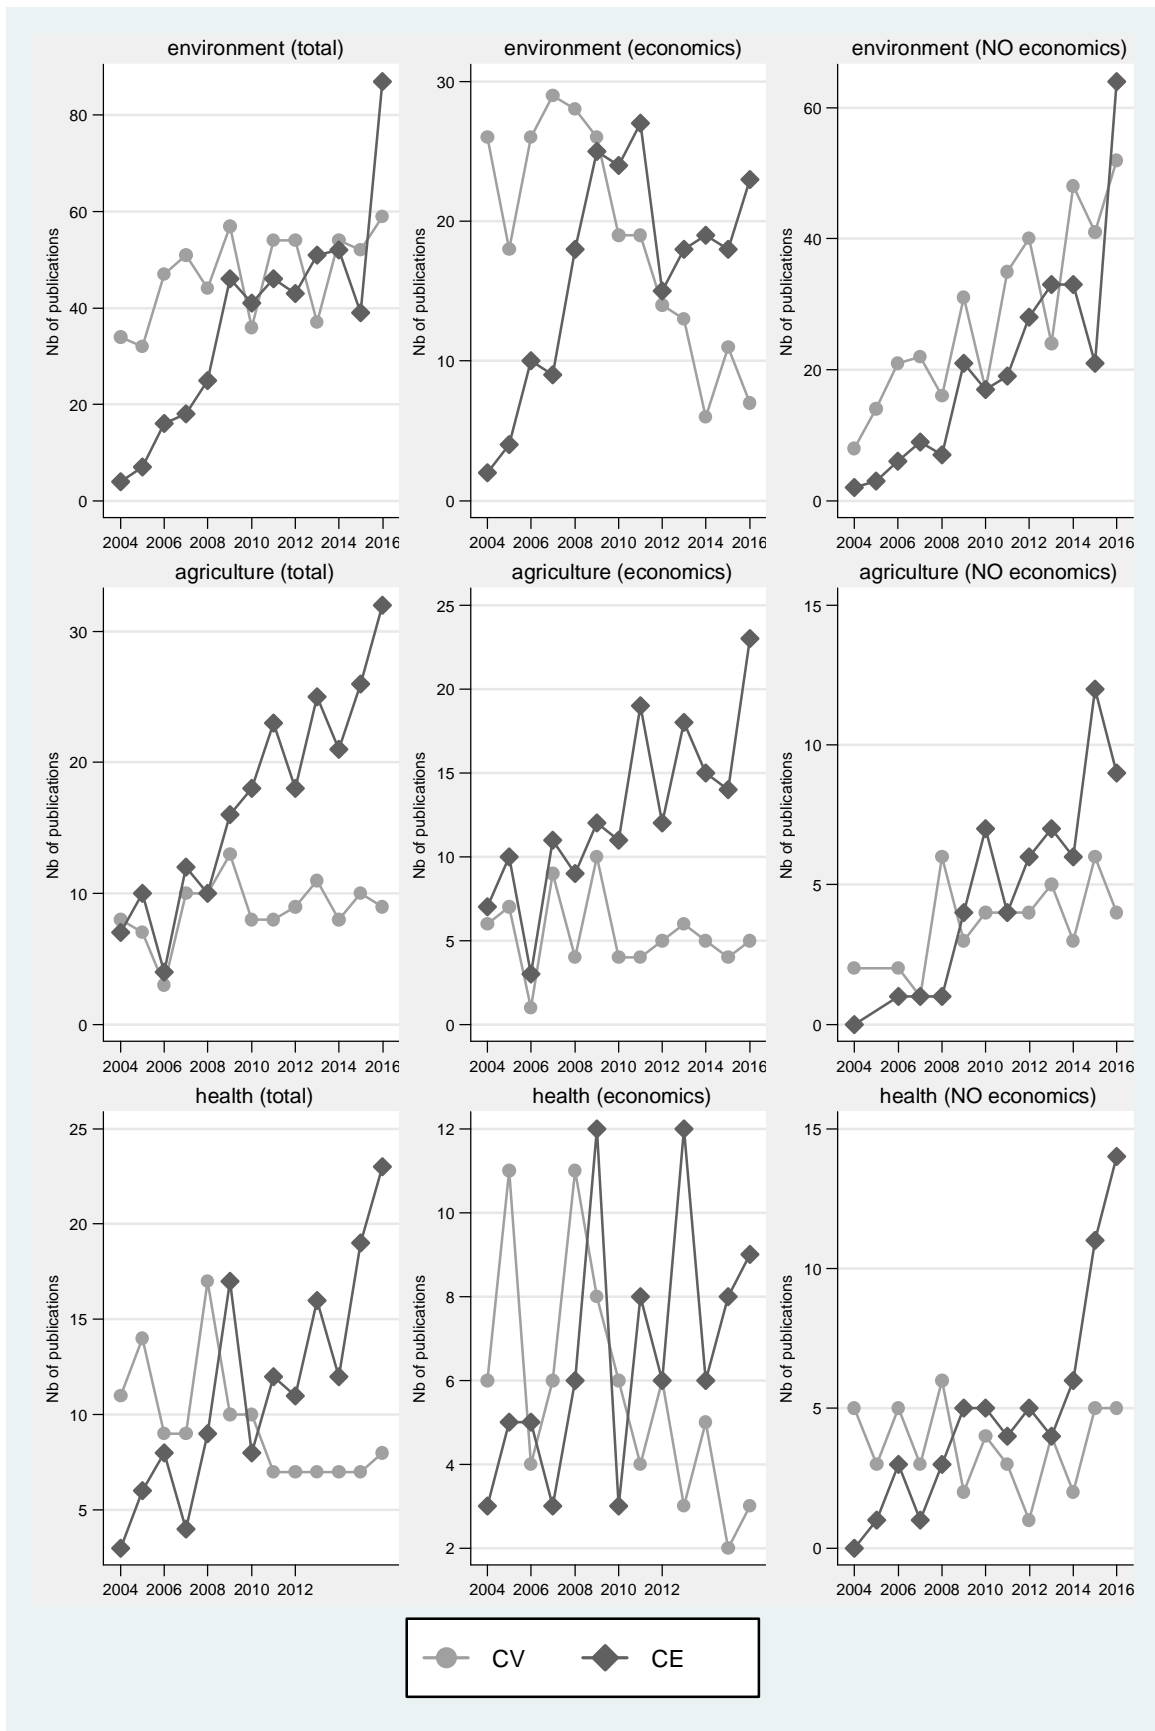 environment (total) environment (economics) environment (NO economics)
Nb of publications Nb of publications Nb of publications
80 30 60
60 20 40
40 10 20
20 0 0
0
2004 2006 2008 2010 2012 2014 2016 2004 2006 2008 2010 2012 2014 2016 2004 2006 2008 2010 2012 2014 2016
agriculture (total) agriculture (economics) agriculture (NO economics)
Nb of publications Nb of publications Nb of publications
30 25 15
20 20 10
10 15 5
0 10 0
5
0
2004 2006 2008 2010 2012 2014 2016 2004 2006 2008 2010 2012 2014 2016 2004 2006 2008 2010 2012 2014 2016
health (total) health (economics) health (NO economics)
Nb of publications Nb of publications Nb of publications
25 12 15
20 10 10
15 8 5
10 6 0
5 4
2
2004 2006 2008 2010 2012 2004 2006 2008 2010 2012 2004 2006 2008 2010 2012 2014 2016
CV CE